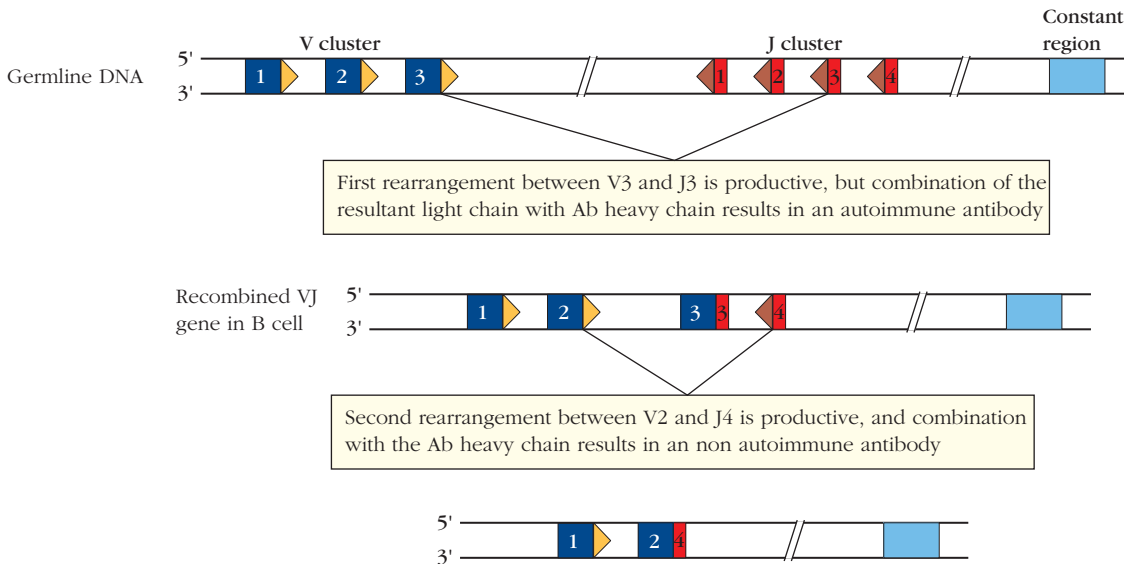 Constant
region
V cluster
J cluster
Germline DNA
5'
3'
1 2 3 1 2 3 4
First rearrangement between V3 and J3 is productive, but combination of the
resultant light chain with Ab heavy chain results in an autoimmune antibody
Recombined VJ
gene in B cell
5'
3'
1 2 3 3 4
Second rearrangement between V2 and J4 is productive, and combination
with the Ab heavy chain results in an non autoimmune antibody
5'
3'
1 2 4